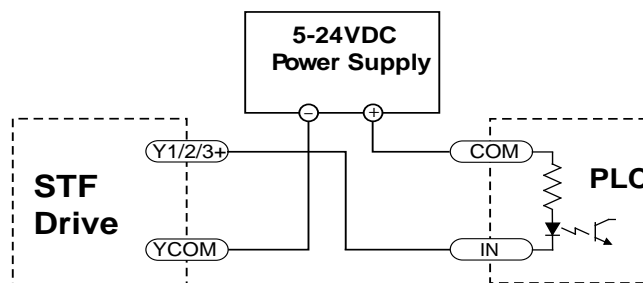 5-24VDC
Power Supply
− +
Y1/2/3+
COM
STF
Drive
PLC
YCOM
IN